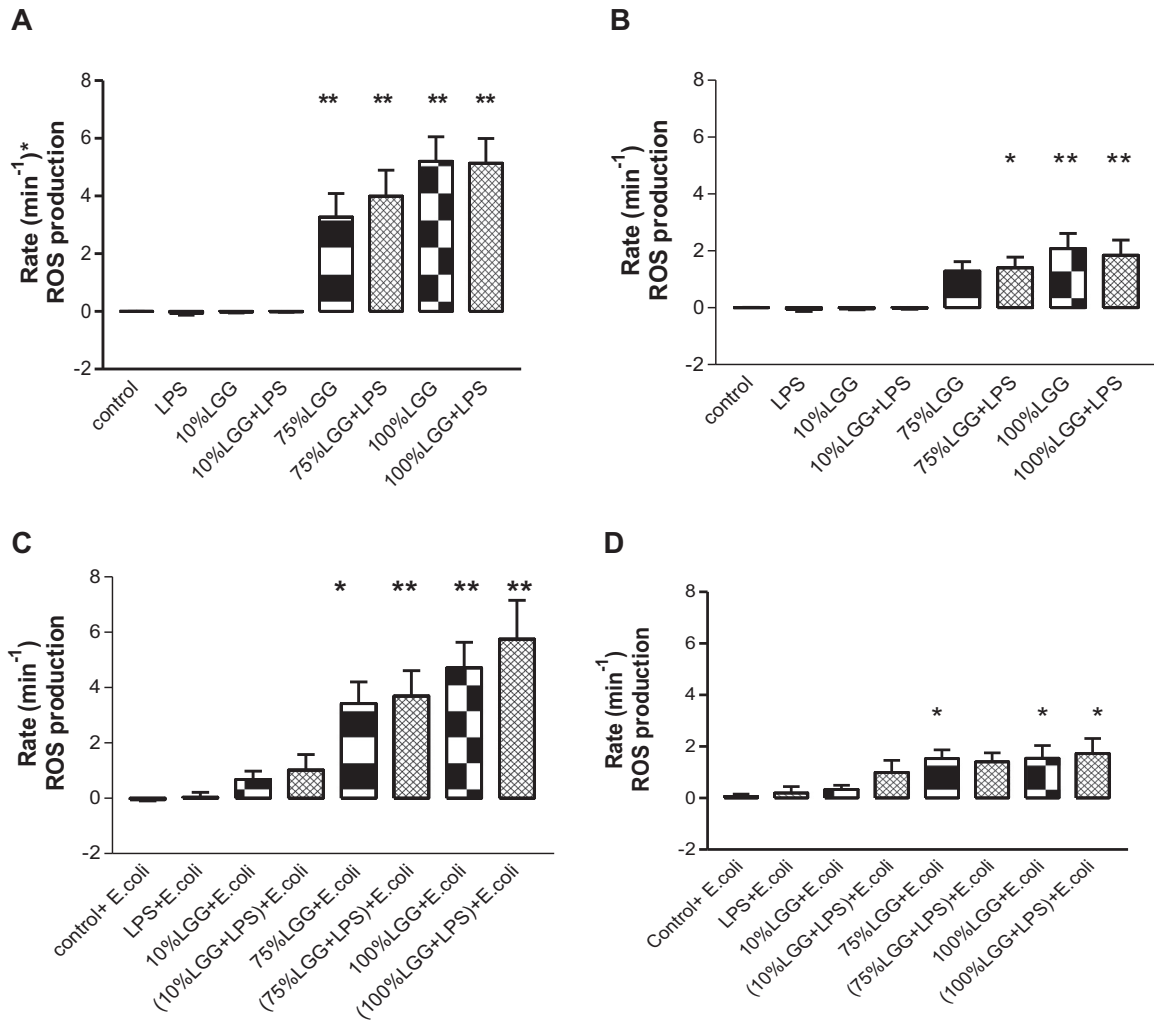 A
Rate (min⁻¹)*
ROS production
8
6
4
2
0
-2
** ** ** **
control
LPS
10%LGG
10%LGG+LPS
75%LGG
75%LGG+LPS
100%LGG
100%LGG+LPS
B
Rate (min⁻¹)
ROS production
8
6
4
2
0
-2
* ** **
control
LPS
10%LGG
10%LGG+LPS
75%LGG
75%LGG+LPS
100%LGG
100%LGG+LPS
C
Rate (min⁻¹)
ROS production
8
6
4
2
0
-2
* ** ** **
control+ E.coli
LPS+E.coli
10%LGG+E.coli
(10%LGG+LPS)+E.coli
75%LGG+E.coli
(75%LGG+LPS)+E.coli
100%LGG+E.coli
(100%LGG+LPS)+E.coli
D
Rate (min⁻¹)
ROS production
8
6
4
2
0
-2
* * *
Control+ E.coli
LPS+E.coli
10%LGG+E.coli
(10%LGG+LPS)+E.coli
75%LGG+E.coli
(75%LGG+LPS)+E.coli
100%LGG+E.coli
(100%LGG+LPS)+E.coli